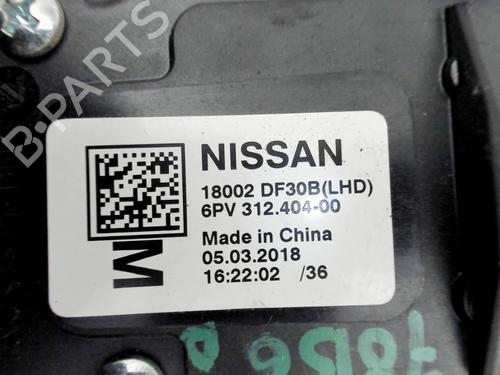 B-PARTS
NISSAN
18002 DF30B(LHD)
6PV 312.404-00
Made in China
05.03.2018
16:22:02 /36
M